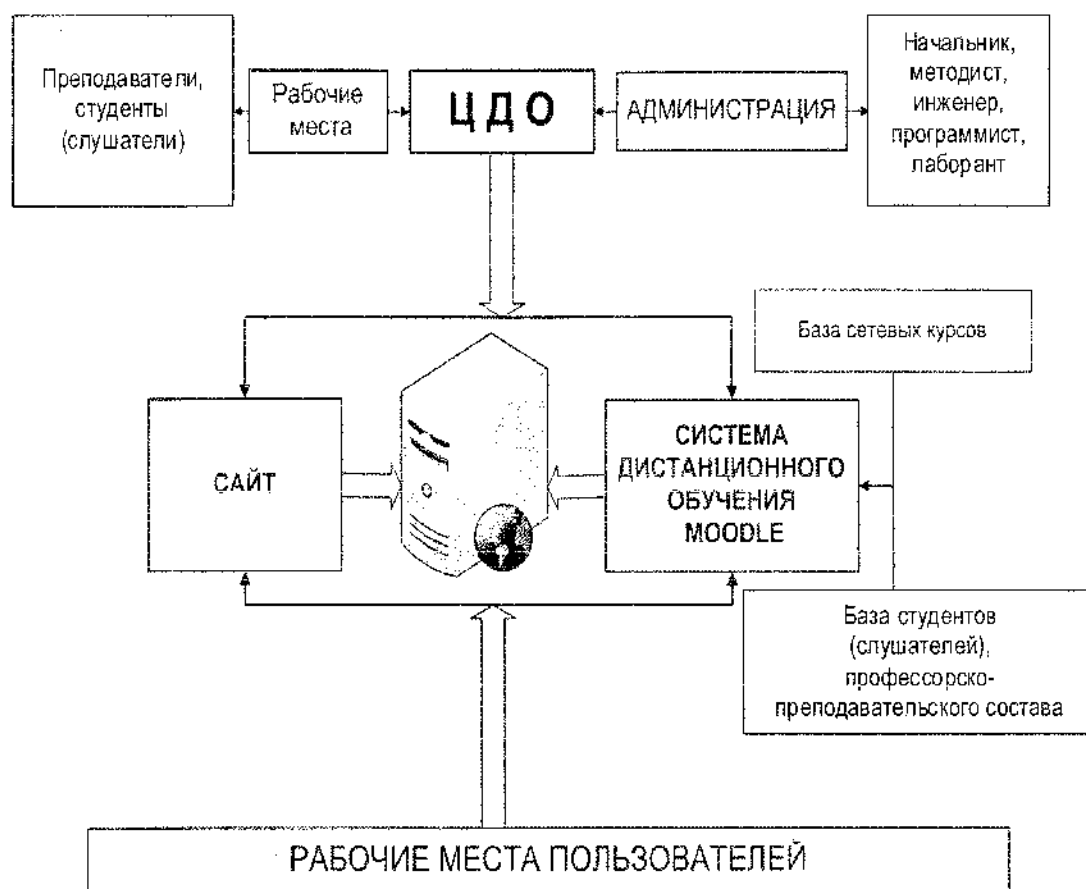 Преподаватели,
студенты
(слушатели)
Рабочие
места
ЦДО
АДМИНИСТРАЦИЯ
Начальник,
методист,
инженер,
программист,
лаборант
База сетевых курсов
САЙТ
СИСТЕМА
ДИСТАНЦИОННОГО
ОБУЧЕНИЯ
MOODLE
База студентов
(слушателей),
профессорско-
преподавательского состава
РАБОЧИЕ МЕСТА ПОЛЬЗОВАТЕЛЕЙ